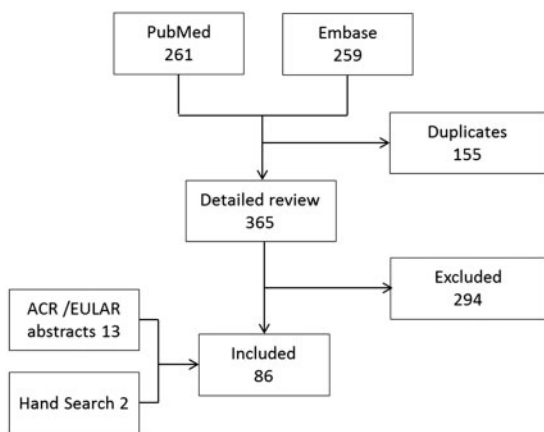 PubMed
261
Embase
259
Duplicates
155
Detailed review
365
Excluded
294
ACR /EULAR
abstracts 13
Included
86
Hand Search 2